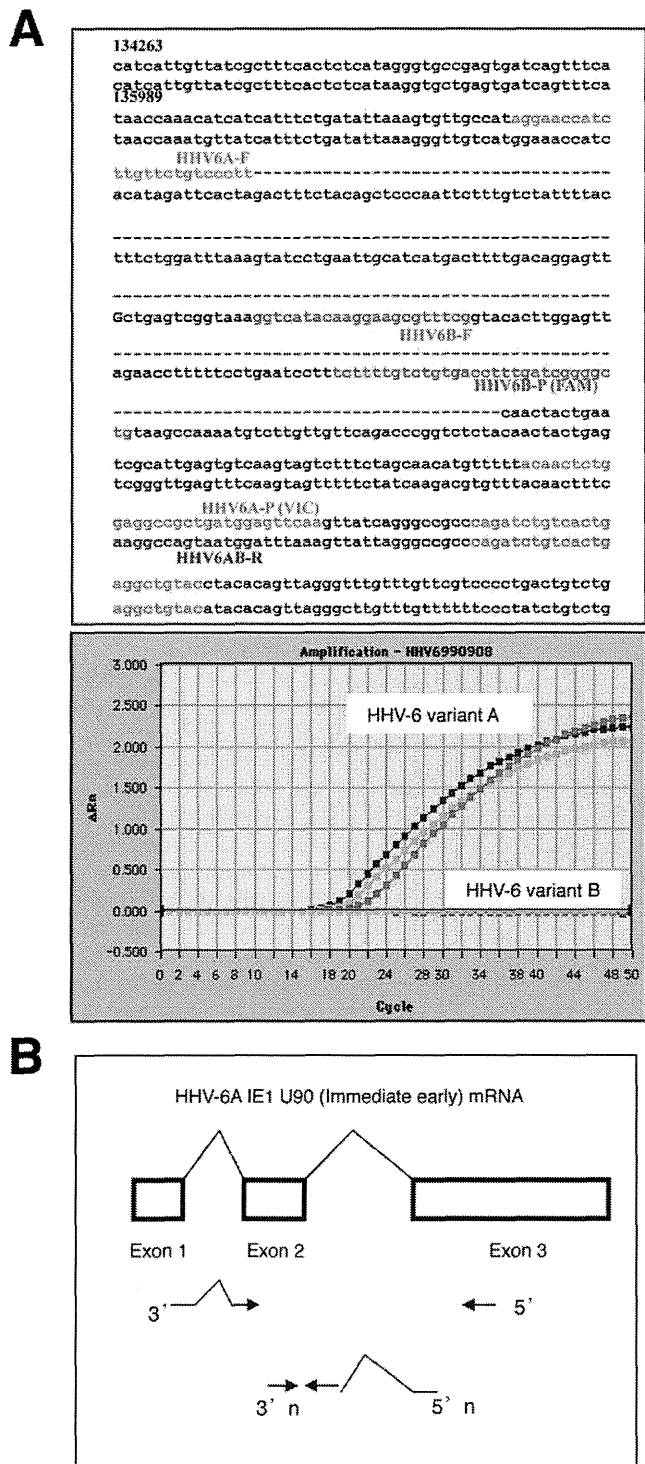 A
134263
catcattgttatcgctttcactctcatagggtgccgagtgatcagtttca
catcattgttatcgctttcactctcataaggtgctgagtgatcagtttca
135989
taaccaaacatcatcatttctgatattaaagtgttgccataggaaccatc
taaccaaatgttatcatttctgatattaaagggttgtcatggaaaccatc
HHV6A-F
ttgttctgtccctt------------------------------------
acatagattcactagactttctacagctcccaattctttgtctattttac
--------------------------------------------------
tttctggatttaaagtatcctgaattgcatcatgacttttgacaggagtt
--------------------------------------------------
Gctgagtcggtaaaggtcatacaaggaagcgtttcggtacacttggagtt
HHV6B-F
--------------------------------------------------
agaacctttttcctgaatcctttcttttgtctgtgacctttgatcgggggc
HHV6B-P (FAM)
---------------------------------------caactactgaa
tgtaagccaaaatgtcttgttgttcagacccggtctctacaactactgag
tcgcattgagtgtcaagtagtctttctagcaacatgtttttacaactctg
tcgggttgagtttcaagtagtttttctatcaagacgtgtttacaactttc
HHV6A-P (VIC)
gaggccgctgatggagttcaagttatcagggccgcccagatctgtcactg
aaggccagtaatggatttaaagttattagggccgcccagatctgtcactg
HHV6AB-R
aggctgtacctacacagttagggtttgtttgttcgtcccctgactgtctg
aggctgtacatacacagttagggcttgtttgttttttccctatctgtctg
Amplification - HHV6990908
3.000
2.500
2.000
1.500
1.000
0.500
0.000
-0.500
ΔRn
HHV-6 variant A
HHV-6 variant B
0 2 4 6 8 10 14 18 20 24 28 30 34 38 40 44 48 50
Cycle
B
HHV-6A IE1 U90 (Immediate early) mRNA
Exon 1 Exon 2 Exon 3
3' 5'
3' n 5' n